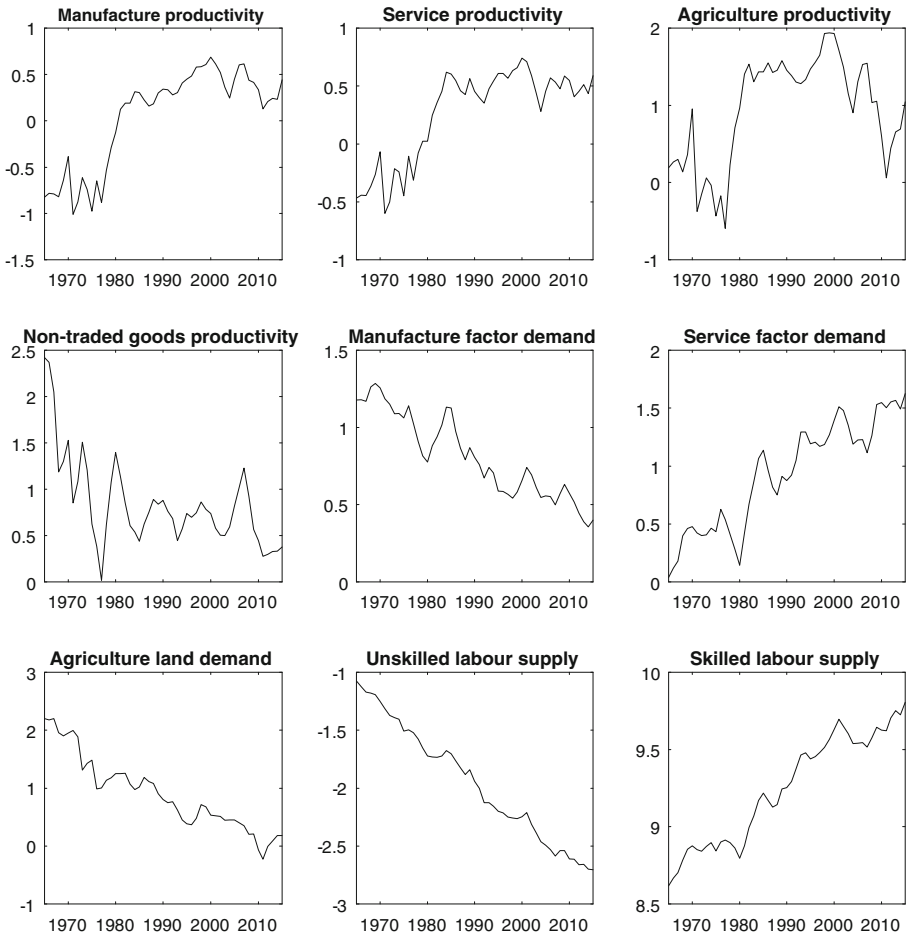 Manufacture productivity
1
0.5
0
-0.5
-1
-1.5
1970 1980 1990 2000 2010
Service productivity
1
0.5
0
-0.5
-1
1970 1980 1990 2000 2010
Agriculture productivity
2
1
0
-1
1970 1980 1990 2000 2010
Non-traded goods productivity
2.5
2
1.5
1
0.5
0
1970 1980 1990 2000 2010
Manufacture factor demand
1.5
1
0.5
0
1970 1980 1990 2000 2010
Service factor demand
2
1.5
1
0.5
0
1970 1980 1990 2000 2010
Agriculture land demand
3
2
1
0
-1
1970 1980 1990 2000 2010
Unskilled labour supply
-1
-1.5
-2
-2.5
-3
1970 1980 1990 2000 2010
Skilled labour supply
10
9.5
9
8.5
1970 1980 1990 2000 2010